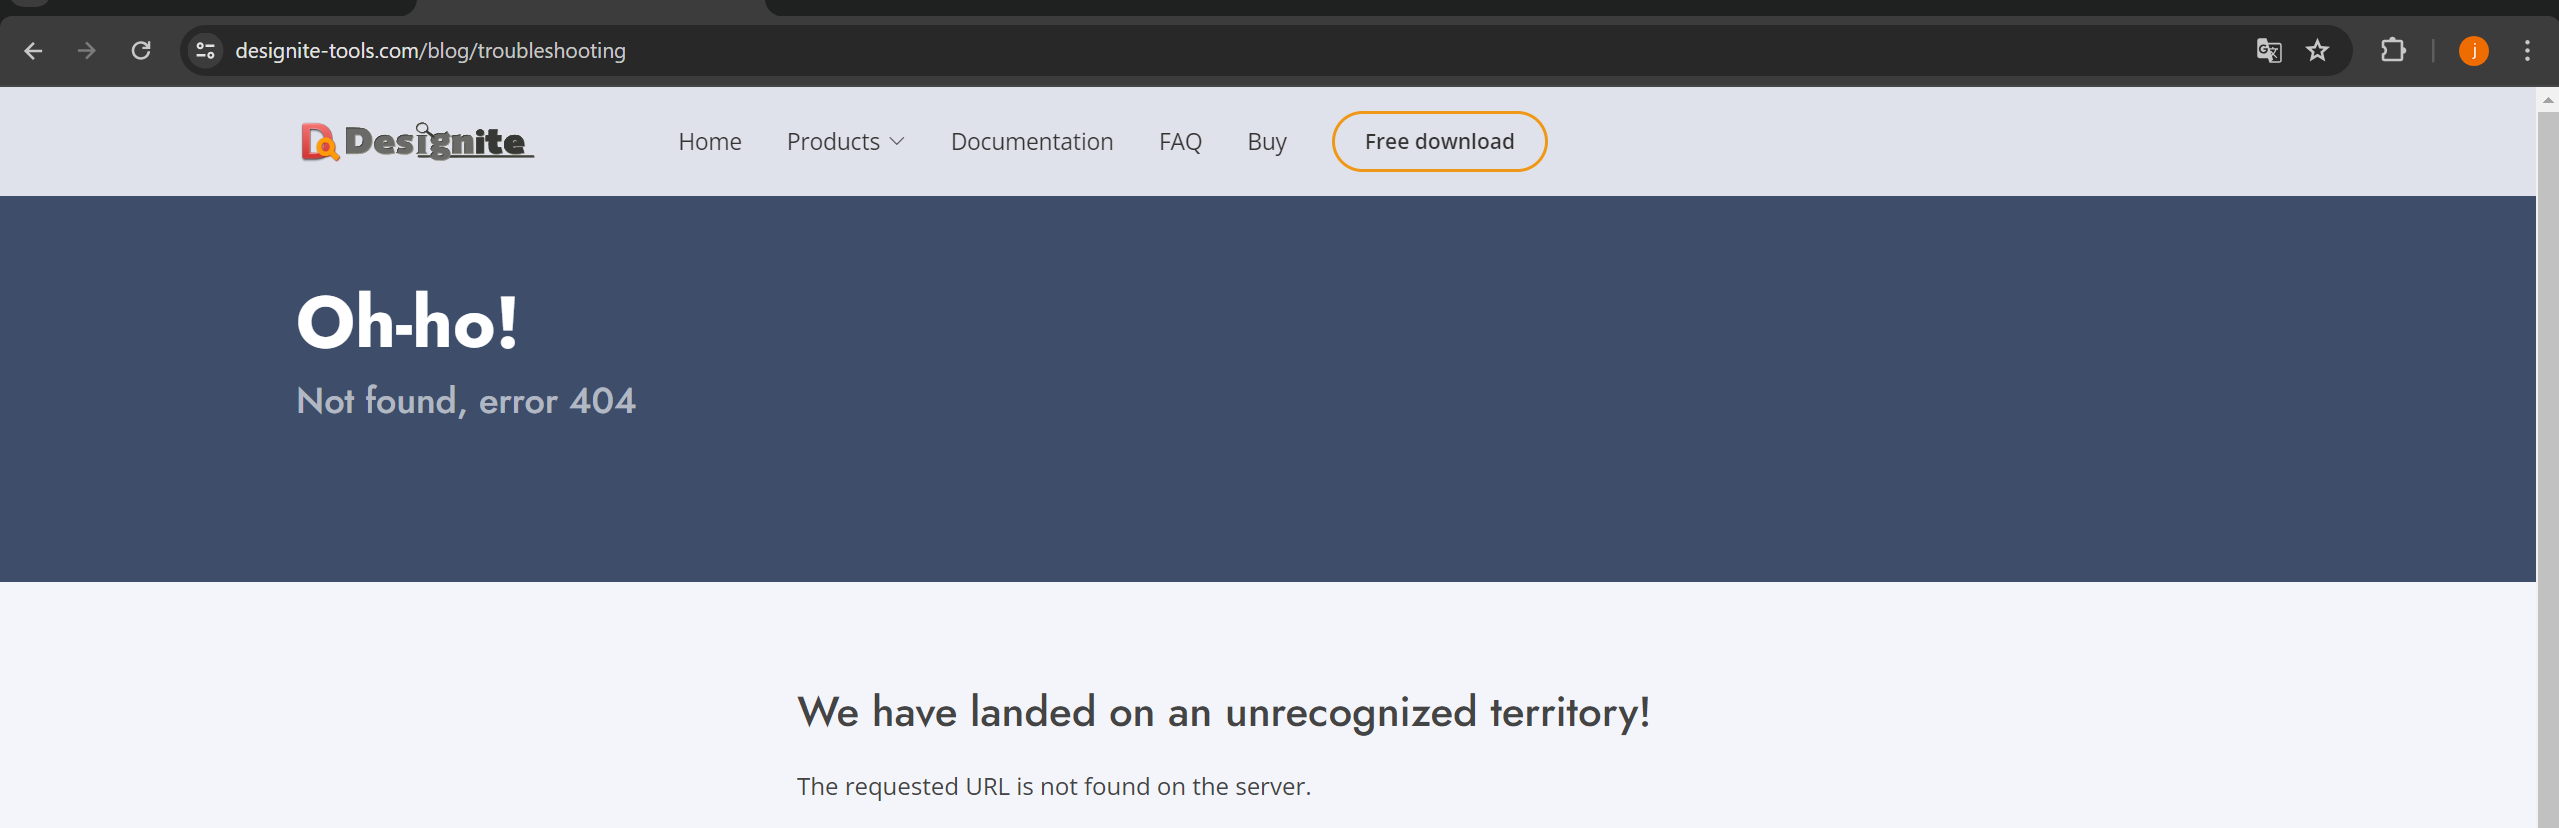 designite-tools.com/blog/troubleshooting
j
Designite
Home Products Documentation FAQ Buy Free download
Oh-ho!
Not found, error 404
We have landed on an unrecognized territory!
The requested URL is not found on the server.